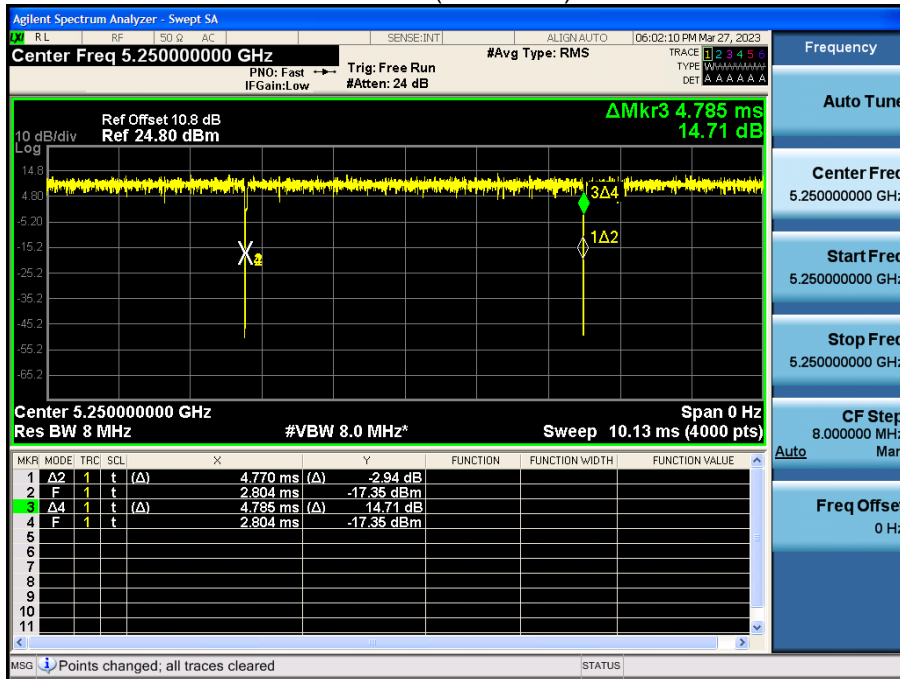 Agilent Spectrum Analyzer - Swept SA
LXI RL RF 50 Ω AC SENSE:INT ALIGN AUTO 06:02:10 PM Mar 27, 2023
Center Freq 5.250000000 GHz #Avg Type: RMS TRACE 1 2 3 4 5 6
PNO: Fast Trig: Free Run TYPE
IFGain:Low #Atten: 24 dB DET A A A A A A
Frequency
Auto Tune
Center Freq
5.250000000 GHz
Start Freq
5.250000000 GHz
Stop Freq
5.250000000 GHz
CF Step
8.000000 MHz
Auto Man
Freq Offset
0 Hz
ΔMkr3 4.785 ms
14.71 dB
Ref Offset 10.8 dB
10 dB/div Ref 24.80 dBm
Log
14.8
4.80
-5.20
-15.2
-25.2
-35.2
-45.2
-55.2
-65.2
3Δ4
1Δ2
X
Center 5.250000000 GHz Span 0 Hz
Res BW 8 MHz #VBW 8.0 MHz* Sweep 10.13 ms (4000 pts)
MKR MODE TRC SCL X Y FUNCTION FUNCTION WIDTH FUNCTION VALUE
1 Δ2 1 t (Δ) 4.770 ms (Δ) -2.94 dB
2 F 1 t 2.804 ms -17.35 dBm
3 Δ4 1 t (Δ) 4.785 ms (Δ) 14.71 dB
4 F 1 t 2.804 ms -17.35 dBm
5
6
7
8
9
10
11
MSG Points changed; all traces cleared STATUS